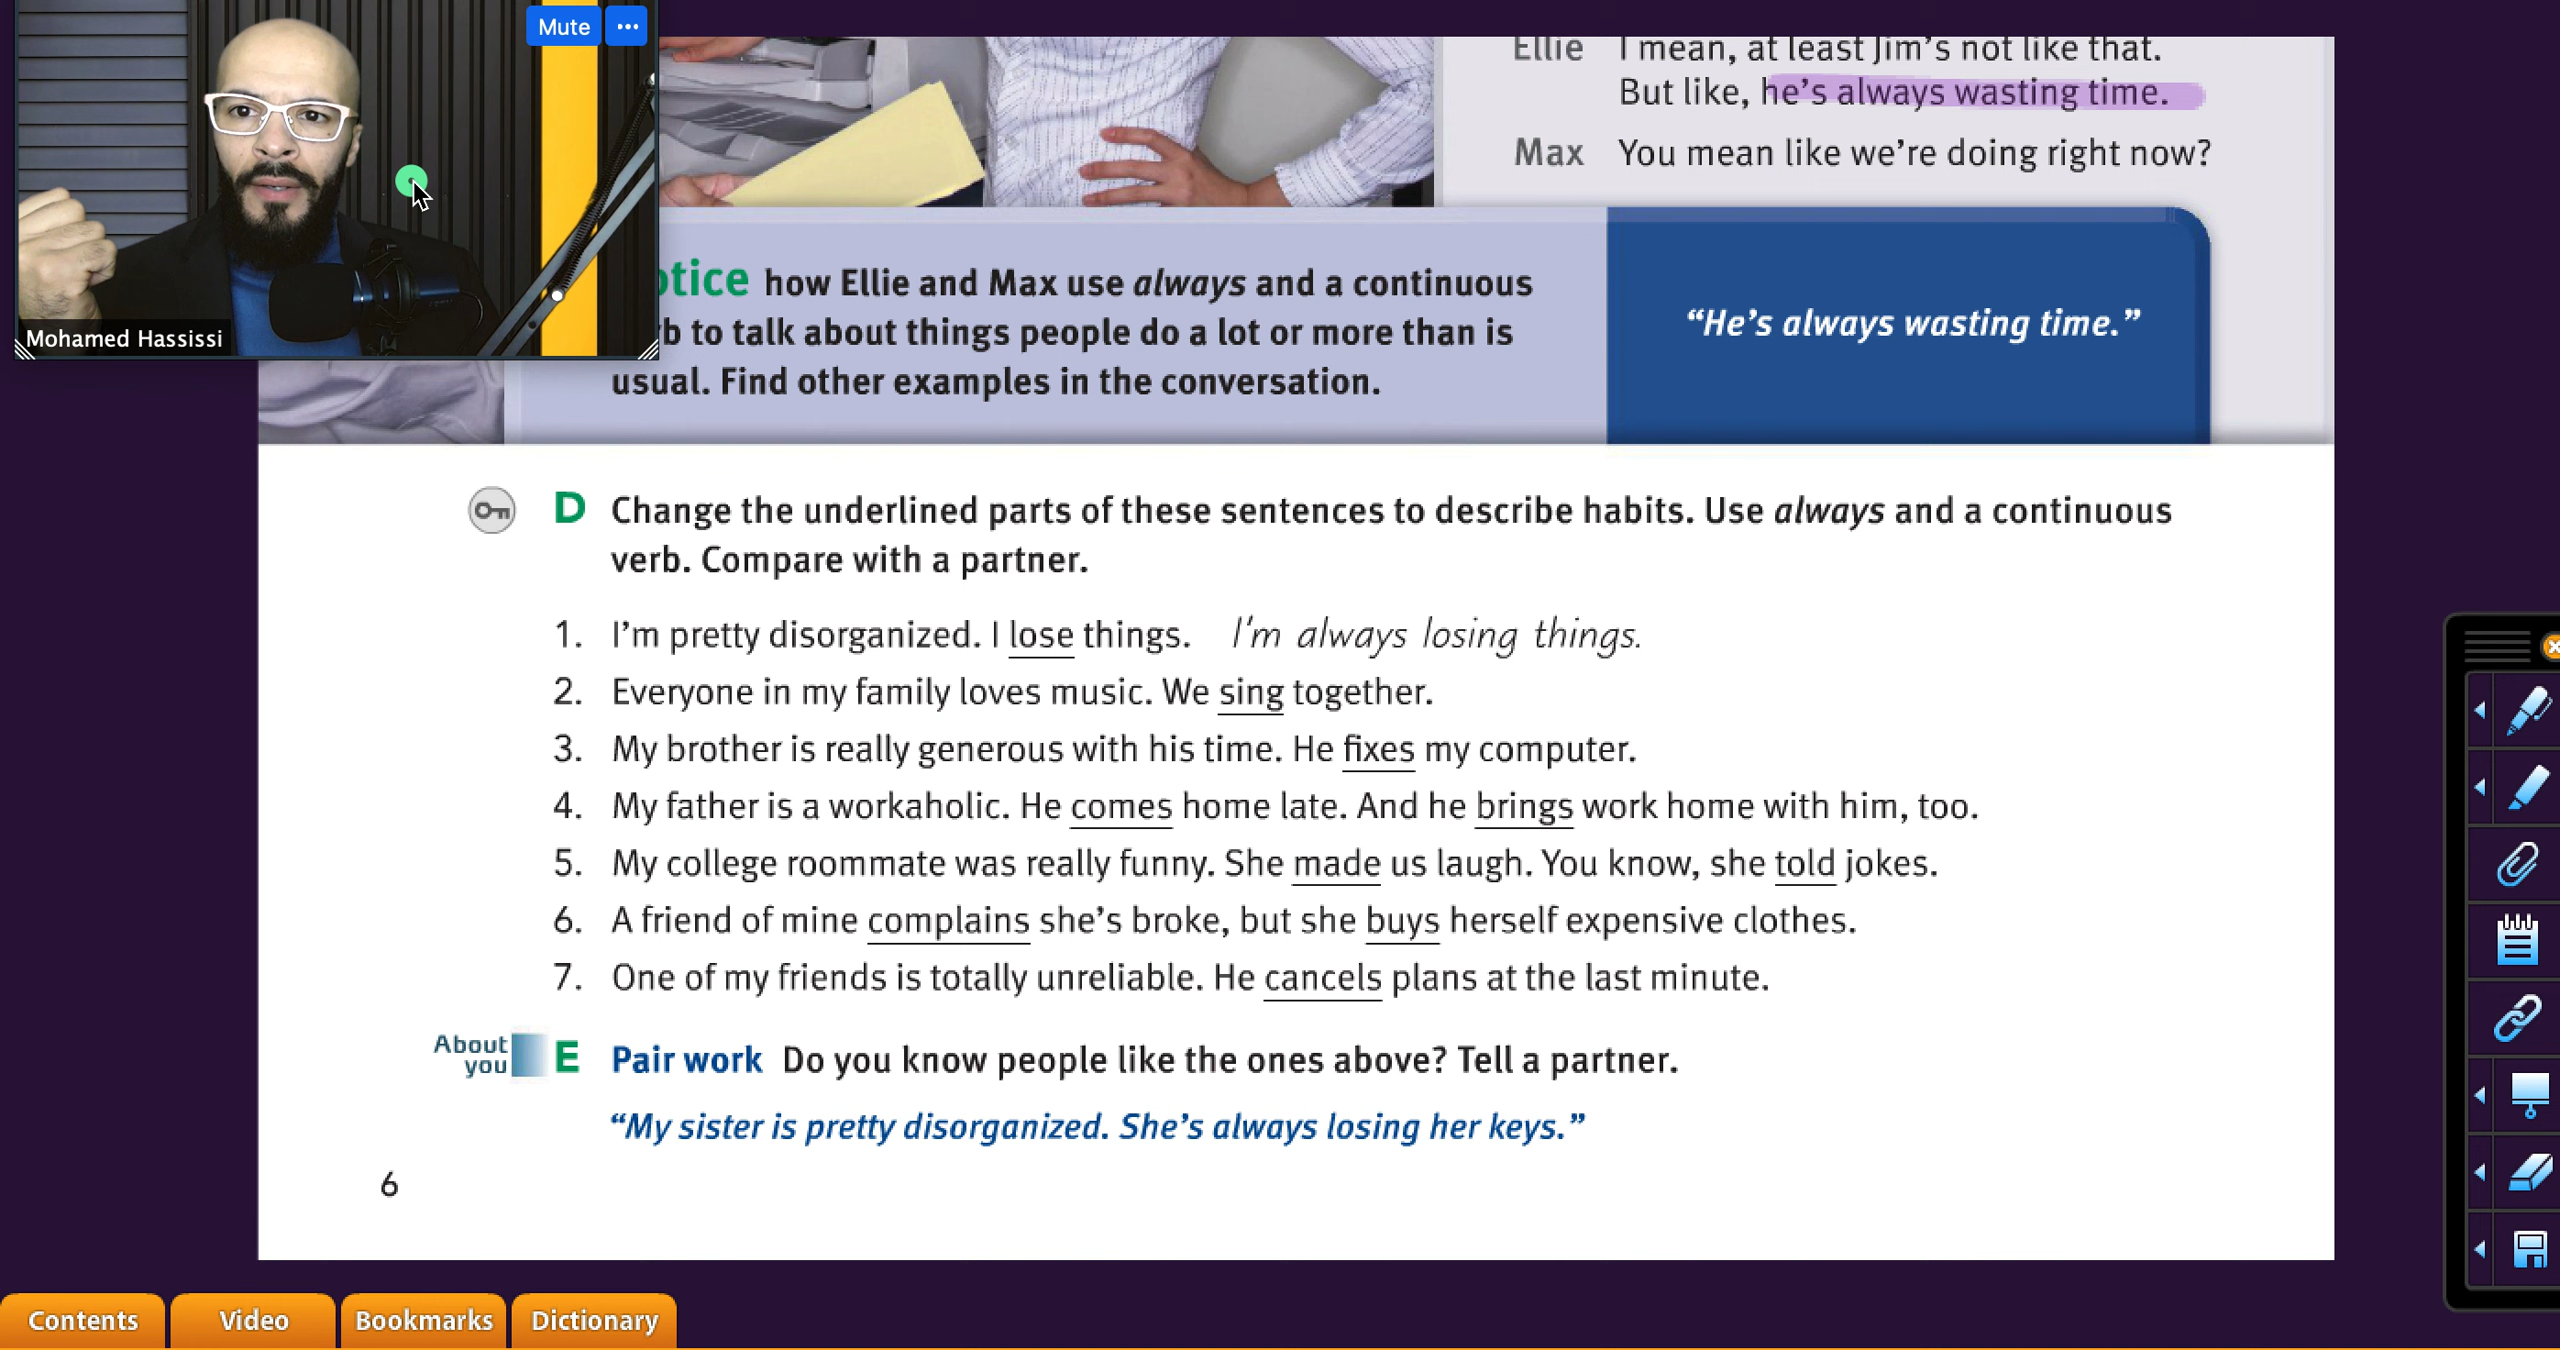 Mute
Mohamed Hassissi
Ellie I mean, at least Jim's not like that.
But like, he's always wasting time.
Max You mean like we're doing right now?
otice how Ellie and Max use always and a continuous
b to talk about things people do a lot or more than is
usual. Find other examples in the conversation.
“He's always wasting time.”
D Change the underlined parts of these sentences to describe habits. Use always and a continuous
verb. Compare with a partner.
1. I'm pretty disorganized. I lose things. I'm always losing things.
2. Everyone in my family loves music. We sing together.
3. My brother is really generous with his time. He fixes my computer.
4. My father is a workaholic. He comes home late. And he brings work home with him, too.
5. My college roommate was really funny. She made us laugh. You know, she told jokes.
6. A friend of mine complains she's broke, but she buys herself expensive clothes.
7. One of my friends is totally unreliable. He cancels plans at the last minute.
About
you
E Pair work Do you know people like the ones above? Tell a partner.
“My sister is pretty disorganized. She's always losing her keys.”
6
Contents Video Bookmarks Dictionary